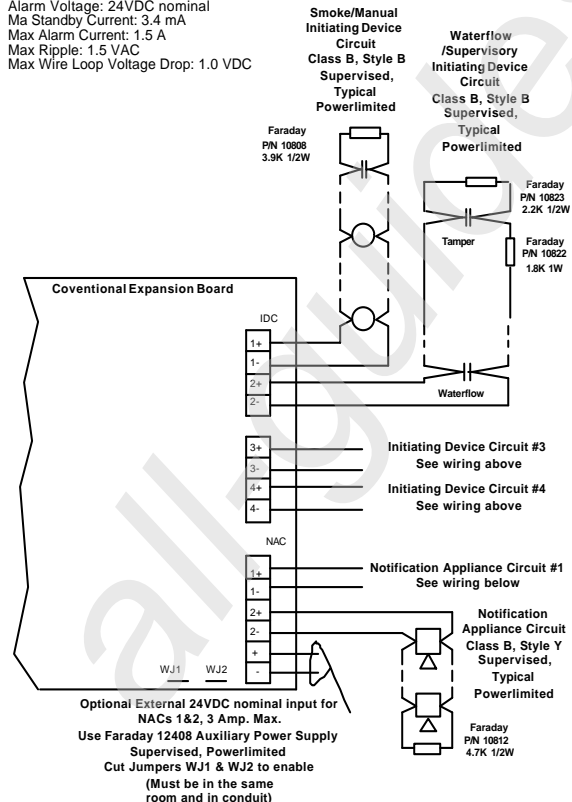 Alarm Voltage: 24VDC nominal
Ma Standby Current: 3.4 mA
Max Alarm Current: 1.5 A
Max Ripple: 1.5 VAC
Max Wire Loop Voltage Drop: 1.0 VDC
Smoke/Manual
Initiating Device
Circuit
Class B, Style B
Supervised,
Typical
Powerlimited
Waterflow
/Supervisory
Initiating Device
Circuit
Class B, Style B
Supervised,
Typical
Powerlimited
Faraday
P/N 10808
3.9K 1/2W
Faraday
P/N 10823
2.2K 1/2W
Tamper
Faraday
P/N 10822
1.8K 1W
Waterflow
Coventional Expansion Board
IDC
1+
1-
2+
2-
3+
3-
4+
4-
Initiating Device Circuit #3
See wiring above
Initiating Device Circuit #4
See wiring above
NAC
1+
1-
2+
2-
+
-
Notification Appliance Circuit #1
See wiring below
Notification
Appliance Circuit
Class B, Style Y
Supervised,
Typical
Powerlimited
Faraday
P/N 10812
4.7K 1/2W
WJ1 WJ2
Optional External 24VDC nominal input for
NACs 1&2, 3 Amp. Max.
Use Faraday 12408 Auxiliary Power Supply
Supervised, Powerlimited
Cut Jumpers WJ1 & WJ2 to enable
(Must be in the same
room and in conduit)
all-guide